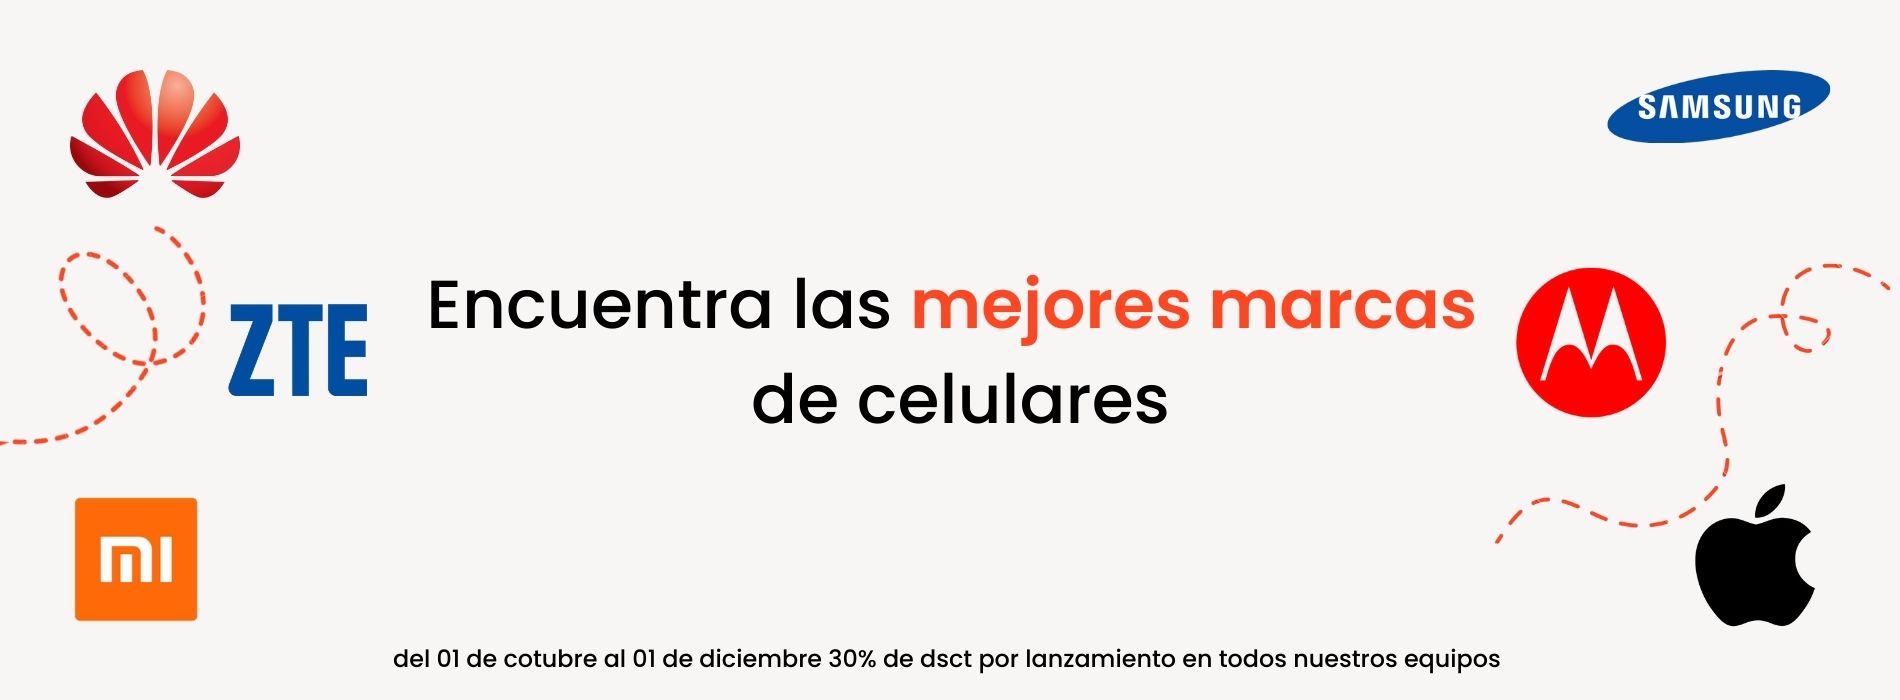 SAMSUNG
ZTE
Encuentra las mejores marcas
de celulares
mi
del 01 de cotubre al 01 de diciembre 30% de dsct por lanzamiento en todos nuestros equipos